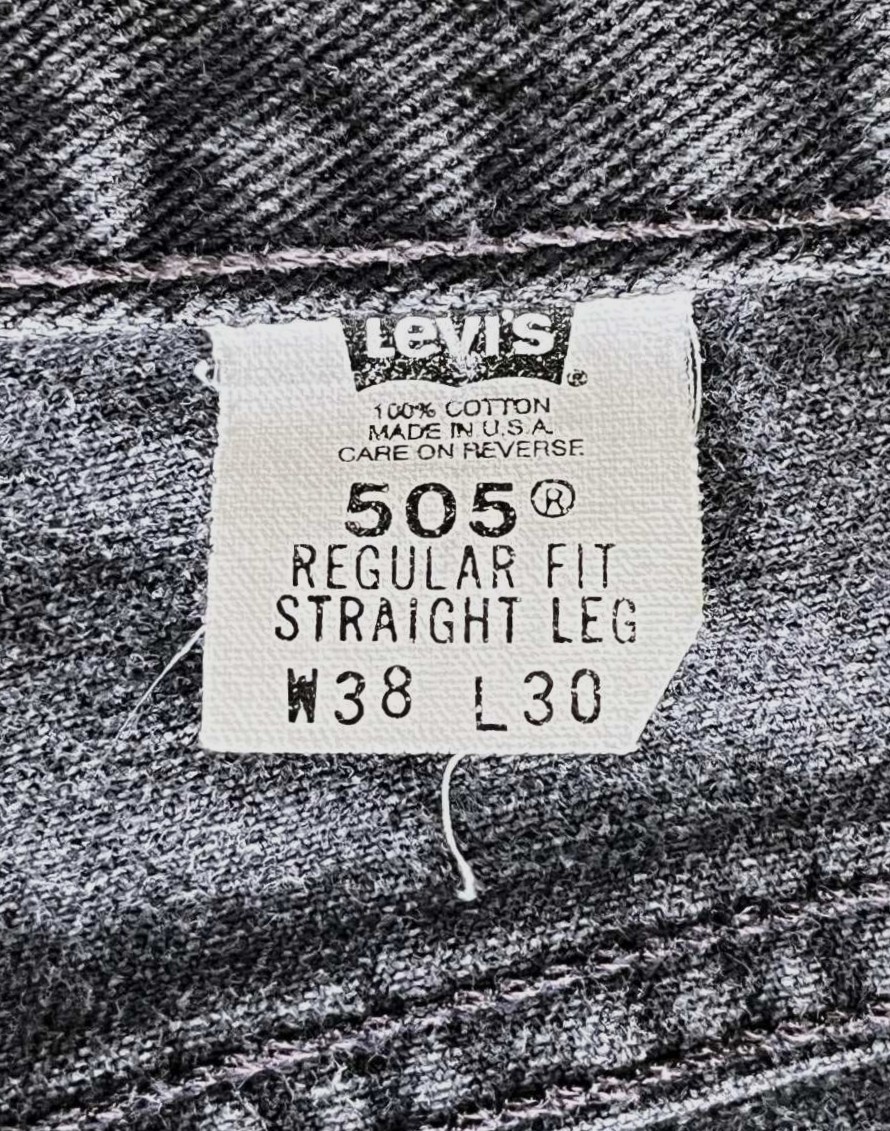 Levi's
®
100% COTTON
MADE IN U.S.A.
CARE ON REVERSE
505®
REGULAR FIT
STRAIGHT LEG
W38 L30